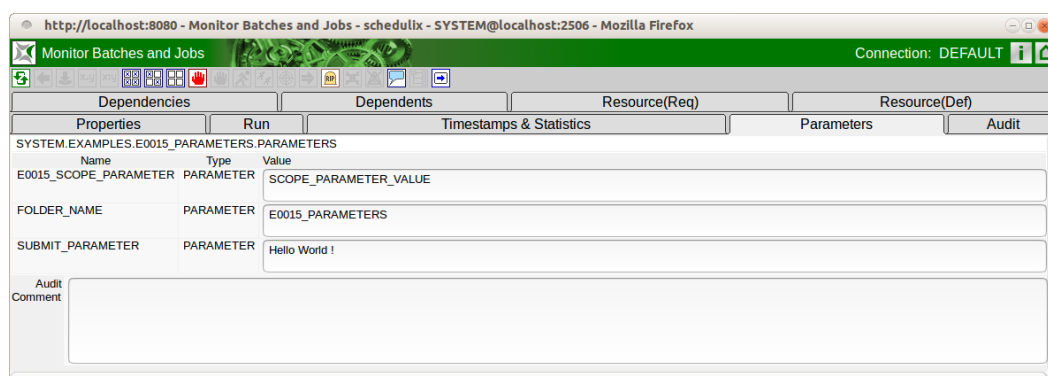 http://localhost:8080 - Monitor Batches and Jobs - schedulix - SYSTEM@localhost:2506 - Mozilla Firefox
Monitor Batches and Jobs Connection: DEFAULT
RIP
Dependencies Dependents Resource(Req) Resource(Def)
Properties Run Timestamps & Statistics Parameters Audit
SYSTEM.EXAMPLES.E0015_PARAMETERS.PARAMETERS
Name Type Value
E0015_SCOPE_PARAMETER PARAMETER SCOPE_PARAMETER_VALUE
FOLDER_NAME PARAMETER E0015_PARAMETERS
SUBMIT_PARAMETER PARAMETER Hello World !
Audit
Comment